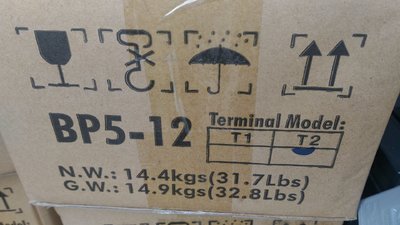 BP5-12
Terminal Model:
T1 T2
N.W.: 14.4kgs(31.7Lbs)
G.W.: 14.9kgs(32.8Lbs)